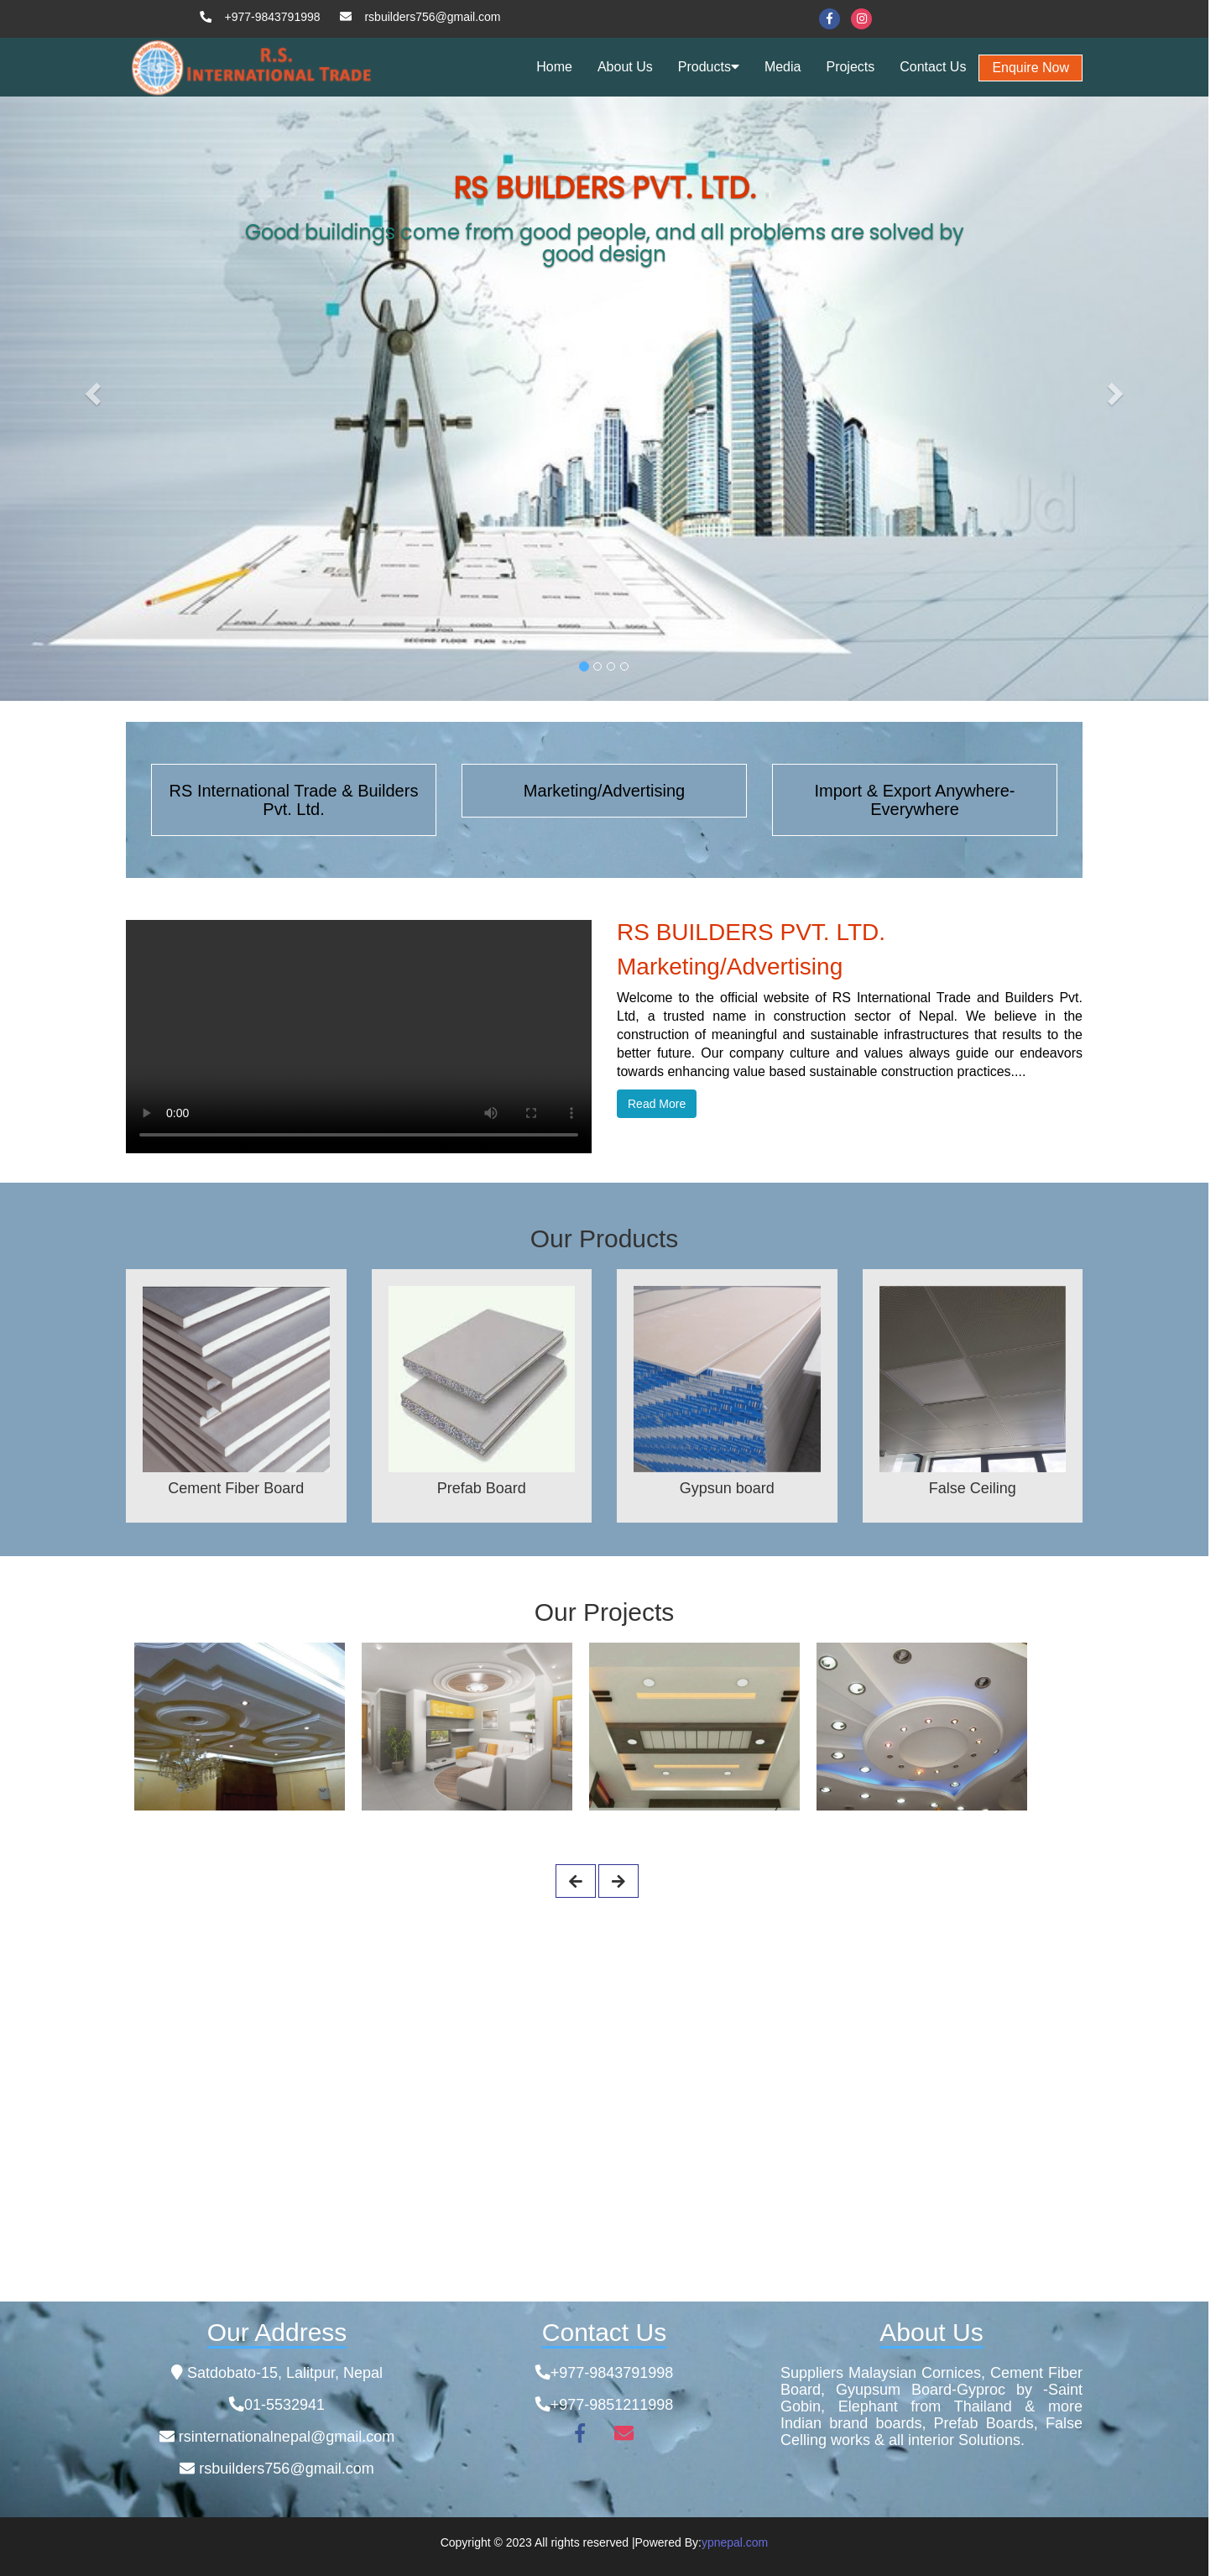 +977-9843791998 rsbuilders756@gmail.com
R.S.
INTERNATIONAL TRADE
Home About Us Products Media Projects Contact Us Enquire Now
RS BUILDERS PVT. LTD.
Good buildings come from good people, and all problems are solved by
good design
SECOND FLOOR PLAN
RS International Trade & Builders
Pvt. Ltd.
Marketing/Advertising
Import & Export Anywhere-
Everywhere
0:00
RS BUILDERS PVT. LTD.
Marketing/Advertising
Welcome to the official website of RS International Trade and Builders Pvt.
Ltd, a trusted name in construction sector of Nepal. We believe in the
construction of meaningful and sustainable infrastructures that results to the
better future. Our company culture and values always guide our endeavors
towards enhancing value based sustainable construction practices....
Read More
Our Products
Cement Fiber Board
Prefab Board
Gypsun board
False Ceiling
Our Projects
Our Address
Satdobato-15, Lalitpur, Nepal
01-5532941
rsinternationalnepal@gmail.com
rsbuilders756@gmail.com
Contact Us
+977-9843791998
+977-9851211998
About Us
Suppliers Malaysian Cornices, Cement Fiber
Board, Gyupsum Board-Gyproc by -Saint
Gobin, Elephant from Thailand & more
Indian brand boards, Prefab Boards, False
Celling works & all interior Solutions.
Copyright © 2023 All rights reserved |Powered By:ypnepal.com